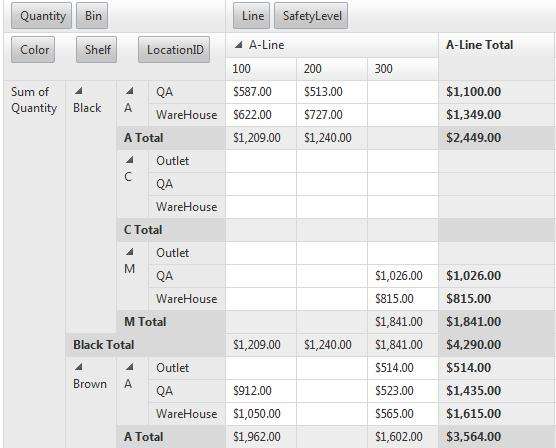 Quantity Bin Line SafetyLevel
Color Shelf LocationID A-Line A-Line Total
100 200 300
Sum of Quantity Black A QA $587.00 $513.00 $1,100.00
WareHouse $622.00 $727.00 $1,349.00
A Total $1,209.00 $1,240.00 $2,449.00
C Outlet
QA
WareHouse
C Total
M Outlet
QA $1,026.00 $1,026.00
WareHouse $815.00 $815.00
M Total $1,841.00 $1,841.00
Black Total $1,209.00 $1,240.00 $1,841.00 $4,290.00
Brown A Outlet $514.00 $514.00
QA $912.00 $523.00 $1,435.00
WareHouse $1,050.00 $565.00 $1,615.00
A Total $1,962.00 $1,602.00 $3,564.00